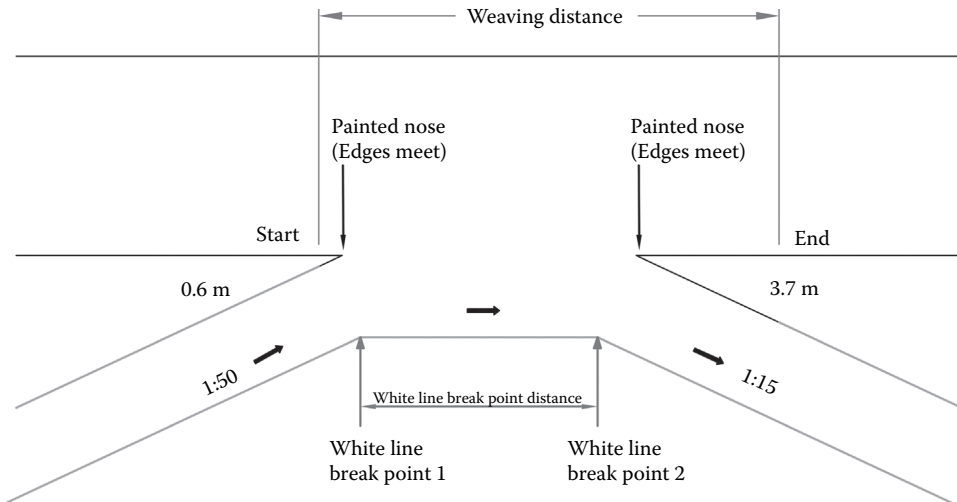 Weaving distance
Painted nose
(Edges meet)
Painted nose
(Edges meet)
Start
End
0.6 m
3.7 m
1:50
1:15
White line break point distance
White line
break point 1
White line
break point 2